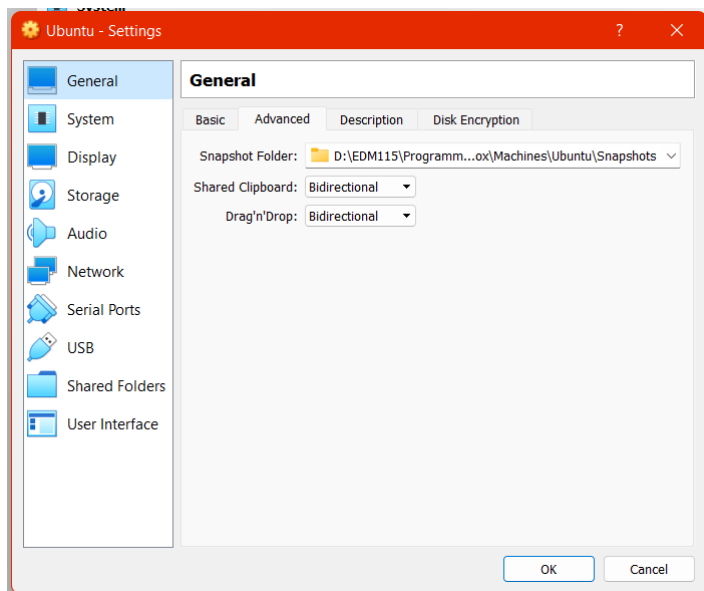 System
Ubuntu - Settings
General
System
Display
Storage
Audio
Network
Serial Ports
USB
Shared Folders
User Interface
General
Basic Advanced Description Disk Encryption
Snapshot Folder: D:\EDM115\Programm...ox\Machines\Ubuntu\Snapshots
Shared Clipboard: Bidirectional
Drag'n'Drop: Bidirectional
OK Cancel